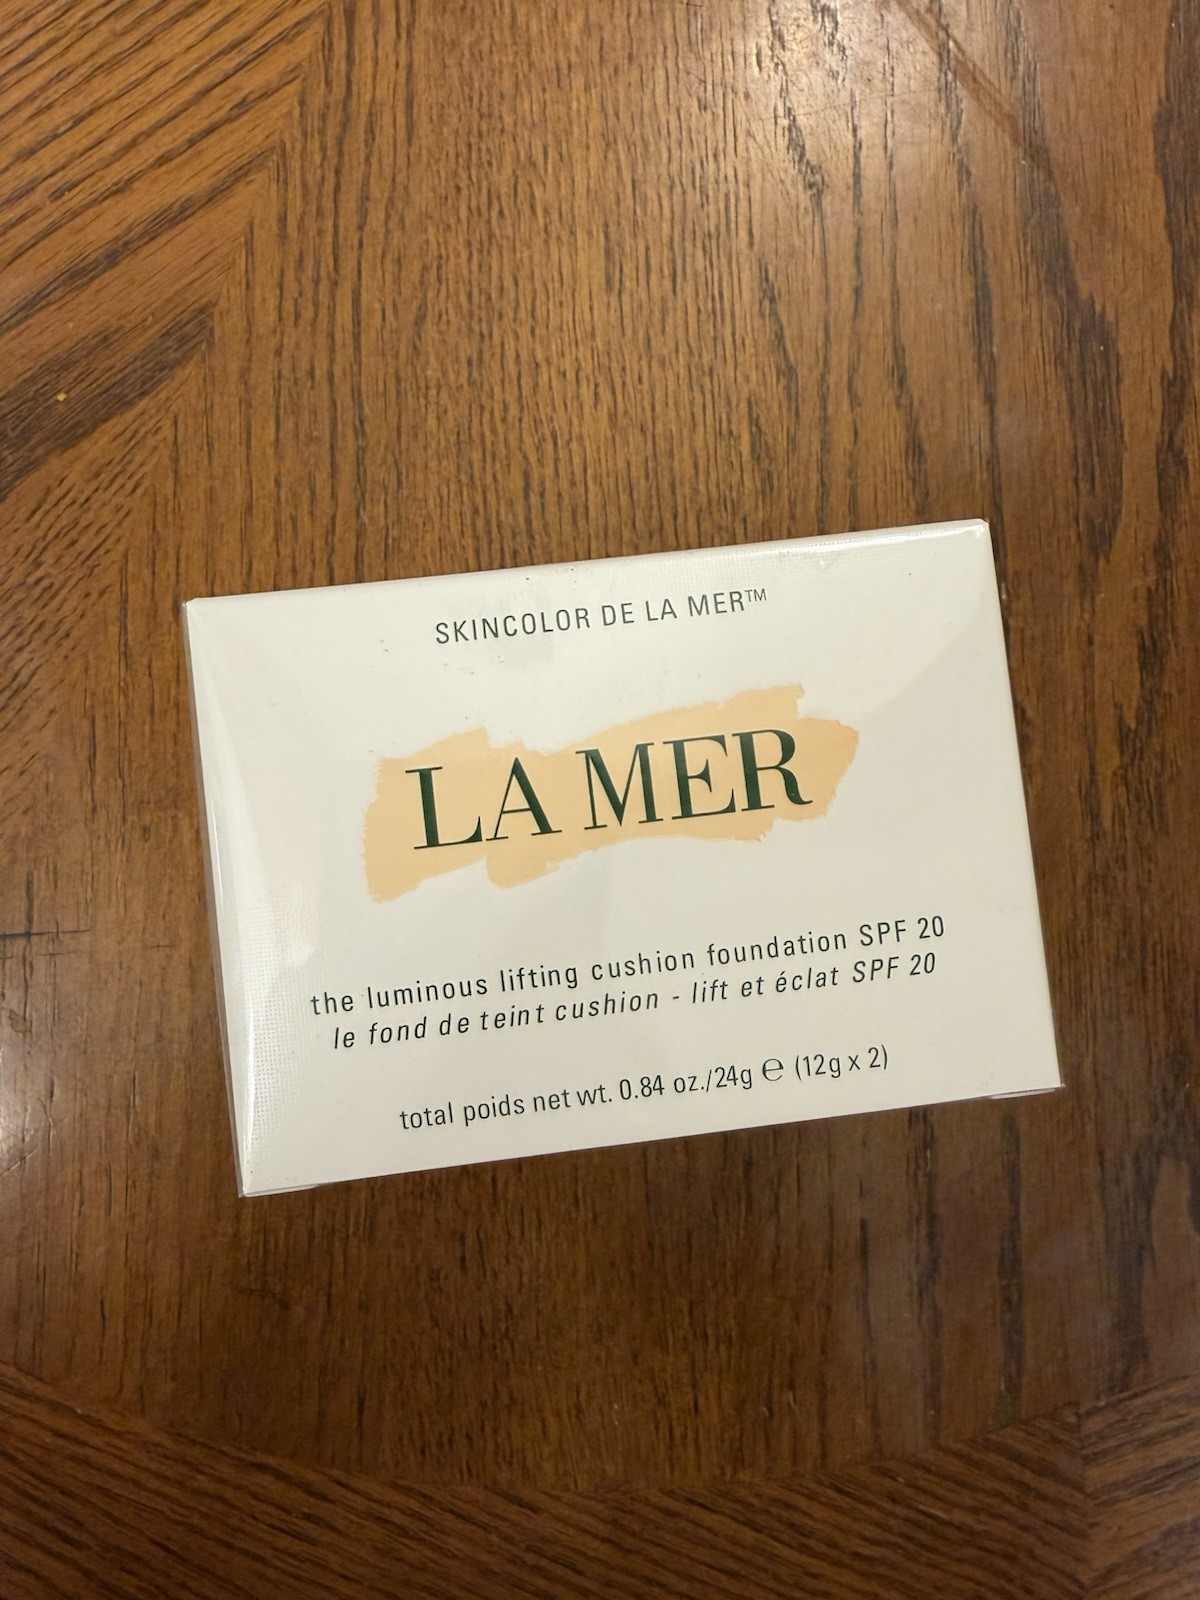 SKINCOLOR DE LA MER™
LA MER
the luminous lifting cushion foundation SPF 20
le fond de teint cushion - lift et éclat SPF 20
total poids net wt. 0.84 oz./24g ℮ (12g x 2)